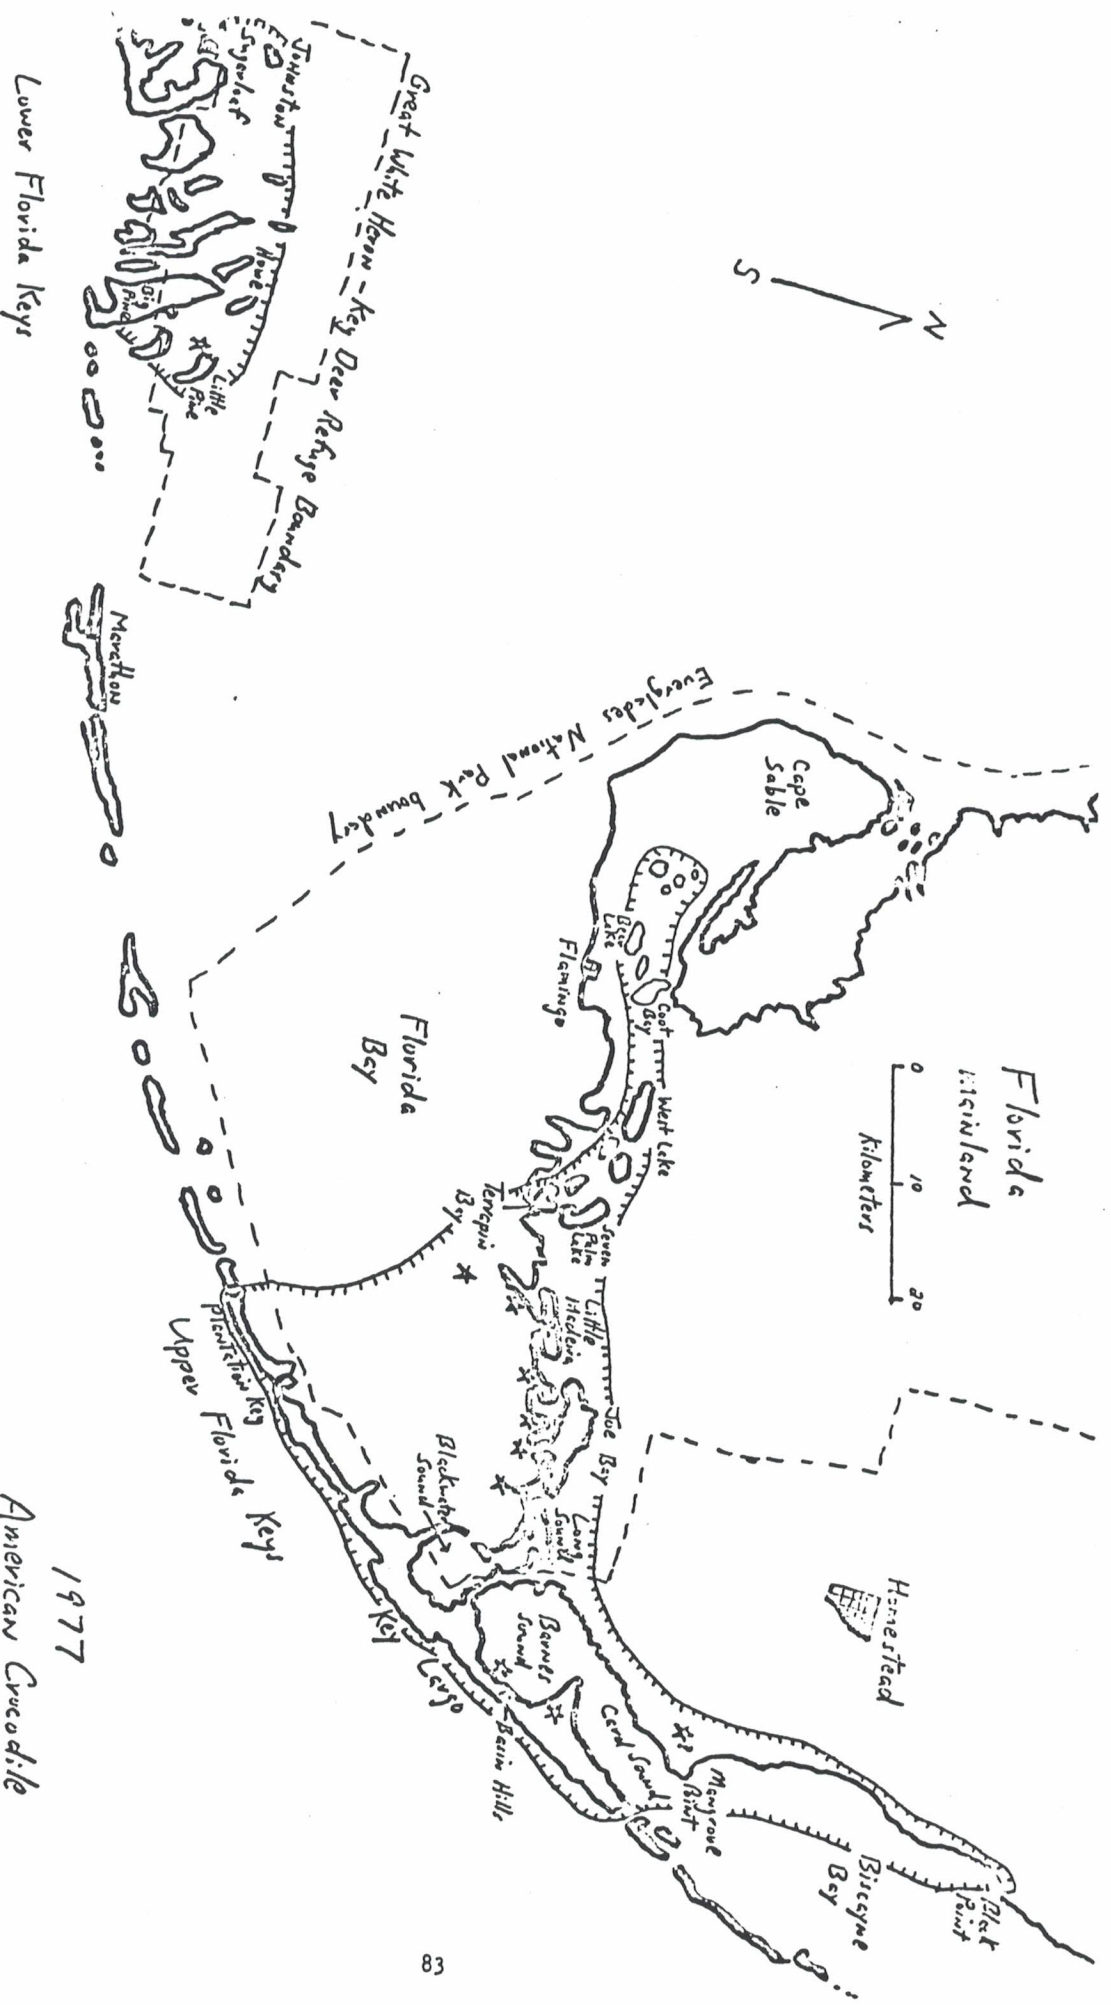 Great White Heron - Key Deer Refuge Boundary
Johnston
Sugarloaf
Howe
Big
Pine
Little
Pine
Lower Florida Keys
S
N
Marathon
Everglades National Park boundary
Cape
Sable
Bear
Lake
Flamingo
Coot
Bay
West Lake
Florida
Bay
Terrapin
Bay
Seven
Palm
Lake
Little
Madeira
Joe Bay
Long
Sound
Florida
Mainland
0 10 20
Kilometers
Plantation Key
Upper Florida Keys
Blackwater
Sound
Key Largo
Barnes
Sound
Basin Hills
Card Sound
?
Mangrove
Point
Biscayne
Bay
Black
Point
Homestead
1977
American Crocodile
83